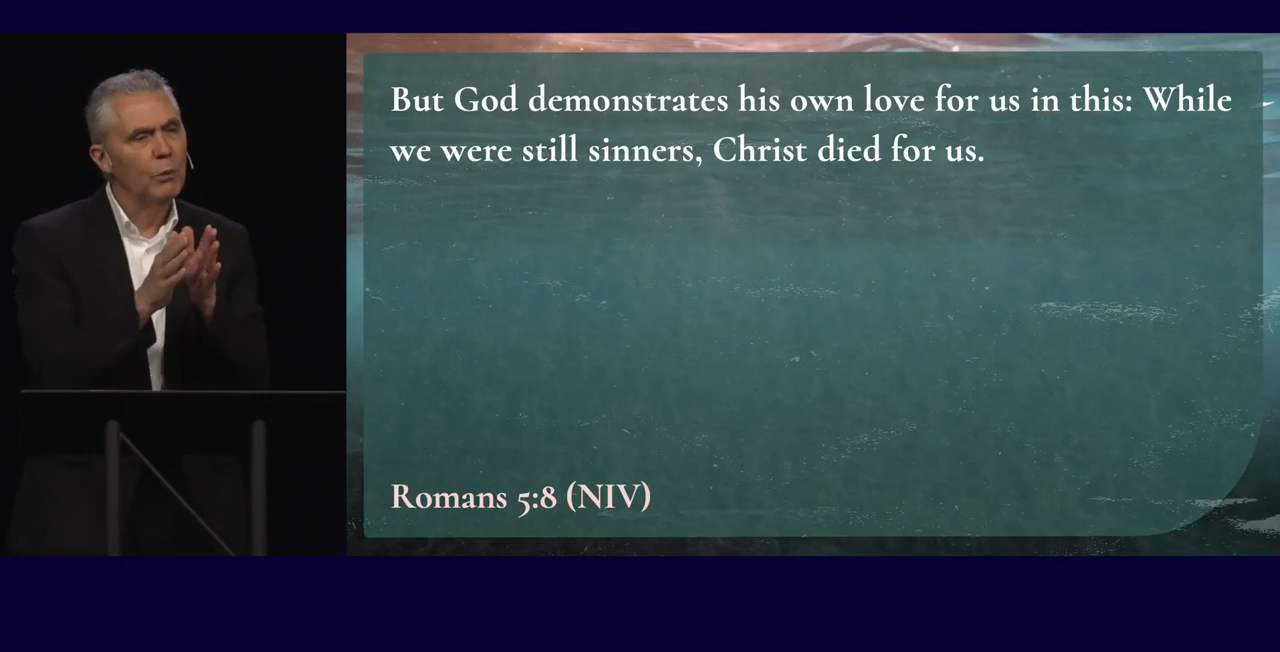 But God demonstrates his own love for us in this: While
we were still sinners, Christ died for us.
Romans 5:8 (NIV)